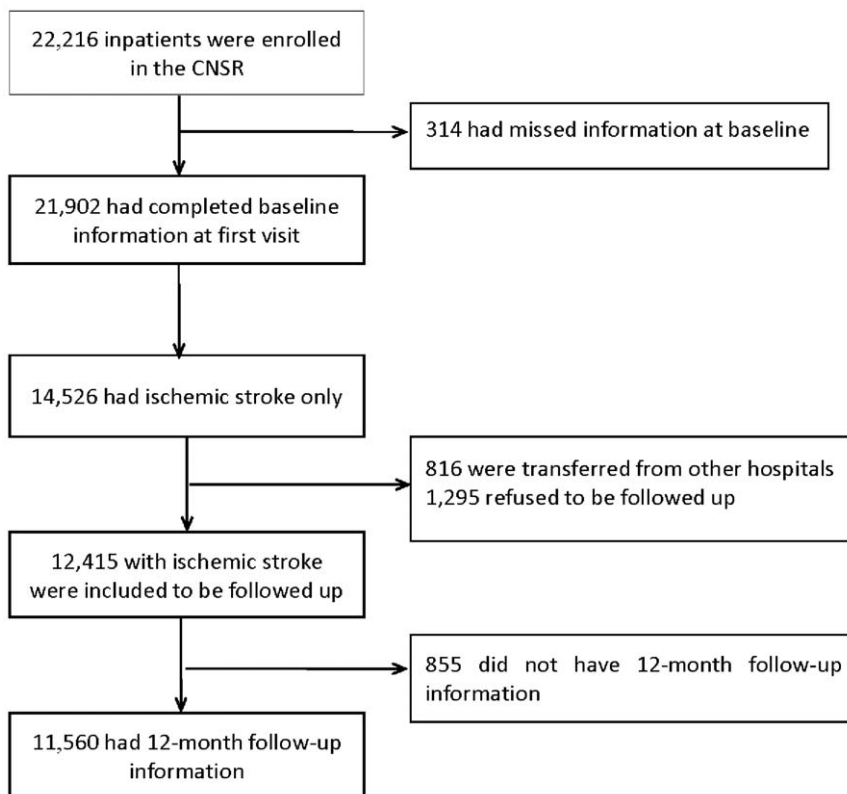 22,216 inpatients were enrolled
in the CNSR
314 had missed information at baseline
21,902 had completed baseline
information at first visit
14,526 had ischemic stroke only
816 were transferred from other hospitals
1,295 refused to be followed up
12,415 with ischemic stroke
were included to be followed up
855 did not have 12-month follow-up
information
11,560 had 12-month follow-up
information